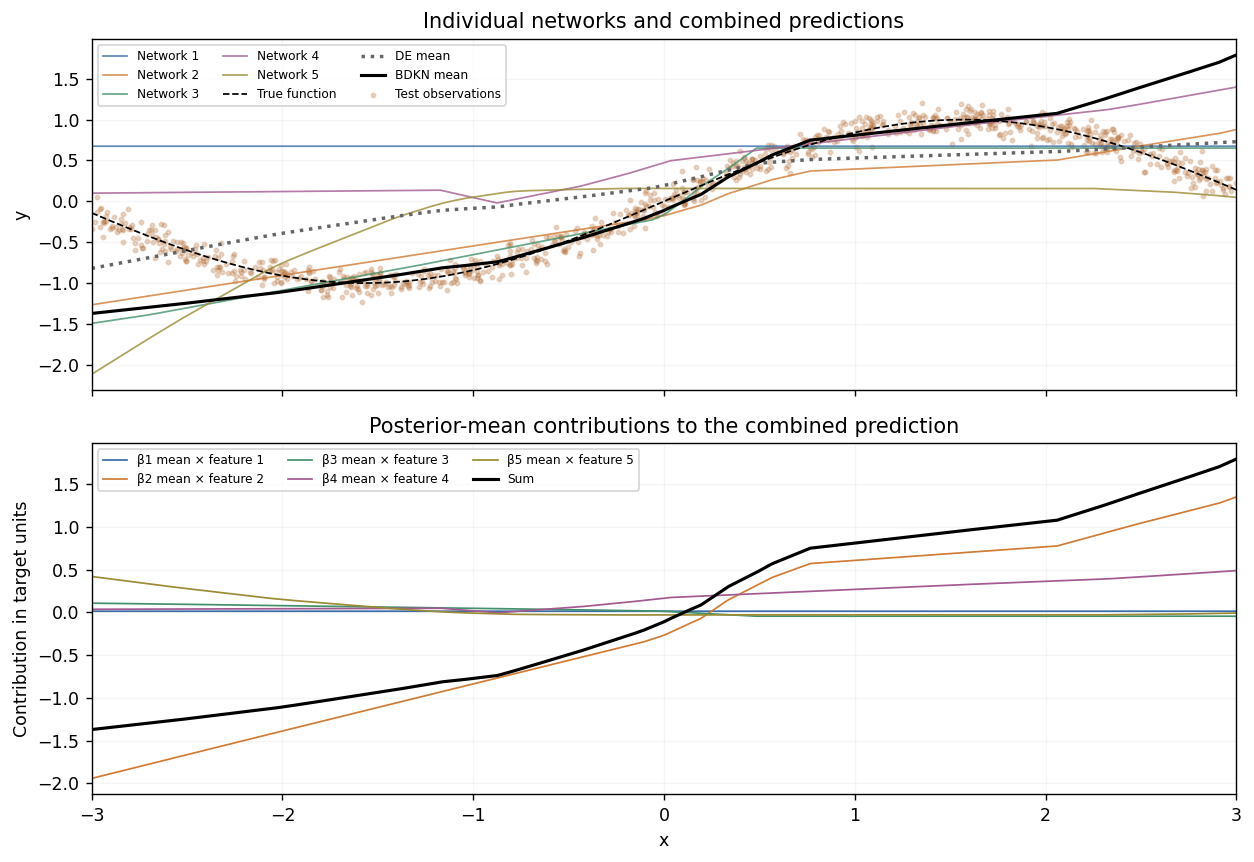 Individual networks and combined predictions
Network 1 Network 4 DE mean
Network 2 Network 5 BDKN mean
Network 3 True function Test observations
1.5
1.0
0.5
0.0
−0.5
−1.0
−1.5
−2.0
y
Posterior-mean contributions to the combined prediction
β1 mean × feature 1 β3 mean × feature 3 β5 mean × feature 5
β2 mean × feature 2 β4 mean × feature 4 Sum
1.5
1.0
0.5
0.0
−0.5
−1.0
−1.5
−2.0
Contribution in target units
−3 −2 −1 0 1 2 3
x